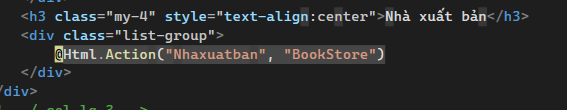 <h3 class="my-4" style="text-align:center">Nhà xuất bản</h3>
<div class="list-group">
@Html.Action("Nhaxuatban", "BookStore")
</div>
</div>